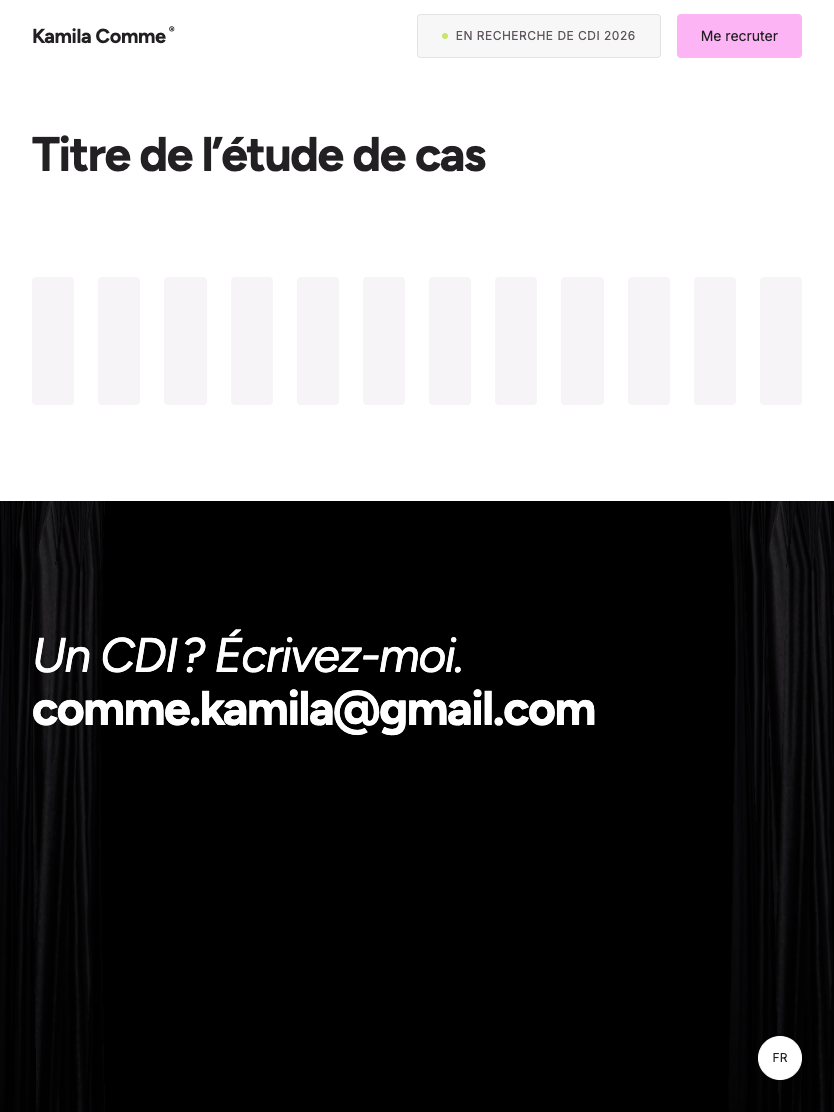 Kamila Comme®
EN RECHERCHE DE CDI 2026
Me recruter
Titre de l’étude de cas
Un CDI ? Écrivez-moi.
comme.kamila@gmail.com
FR